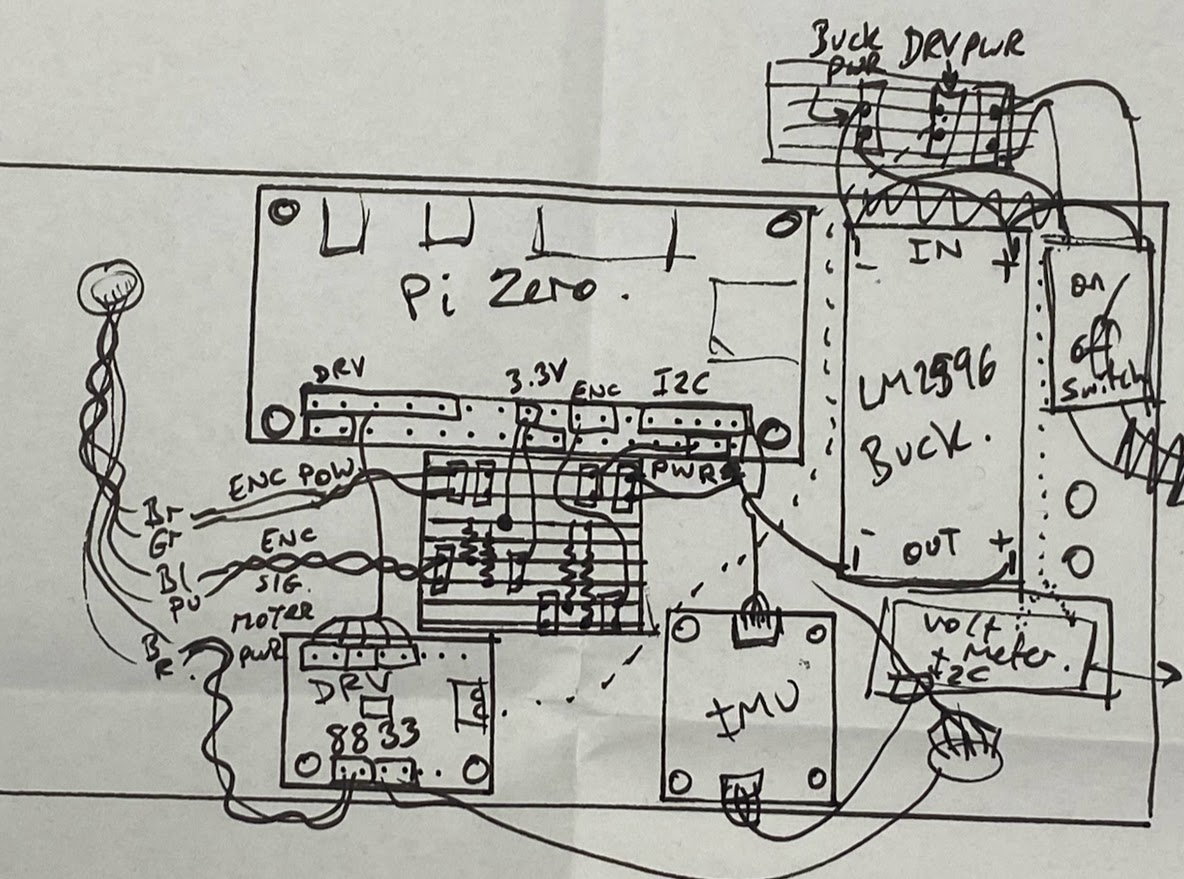 Buck DRV PWR
PWR
- IN +
Pi Zero.
on
off
switch
LM2596
Buck.
DRV
3.3V
ENC
I2C
PWR
ENC POW
Br
Gr
ENC
SIG.
Bl
Pu
MOTER
PWR
B
R.
- OUT +
DRV
8833
IMU
Volt
Meter.
I2C